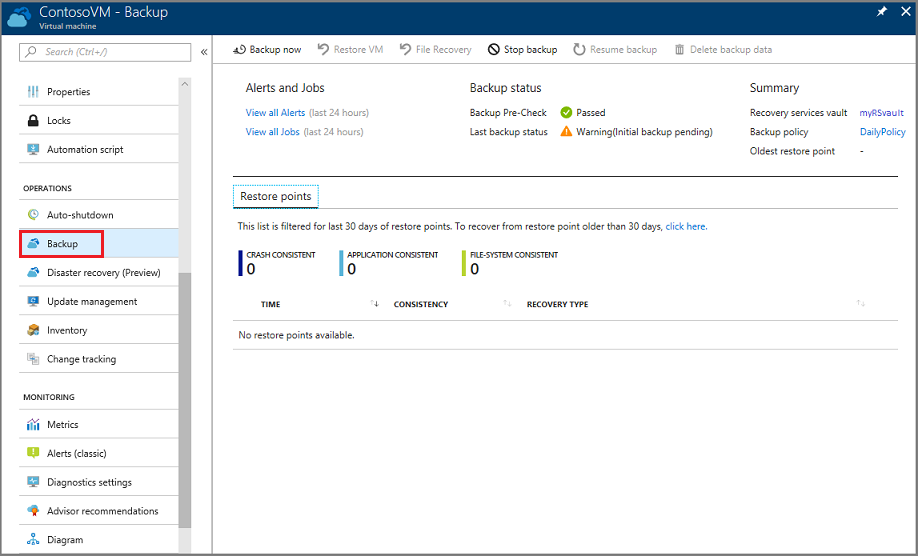 ContosoVM - Backup
Virtual machine
Search (Ctrl+/)
Properties
Locks
Automation script
OPERATIONS
Auto-shutdown
Backup
Disaster recovery (Preview)
Update management
Inventory
Change tracking
MONITORING
Metrics
Alerts (classic)
Diagnostics settings
Advisor recommendations
Diagram
Backup now Restore VM File Recovery Stop backup Resume backup Delete backup data
Alerts and Jobs
View all Alerts (last 24 hours)
View all Jobs (last 24 hours)
Backup status
Backup Pre-Check Passed
Last backup status Warning(Initial backup pending)
Summary
Recovery services vault myRSvault
Backup policy DailyPolicy
Oldest restore point -
Restore points
This list is filtered for last 30 days of restore points. To recover from restore point older than 30 days, click here.
CRASH CONSISTENT
0
APPLICATION CONSISTENT
0
FILE-SYSTEM CONSISTENT
0
TIME CONSISTENCY RECOVERY TYPE
No restore points available.